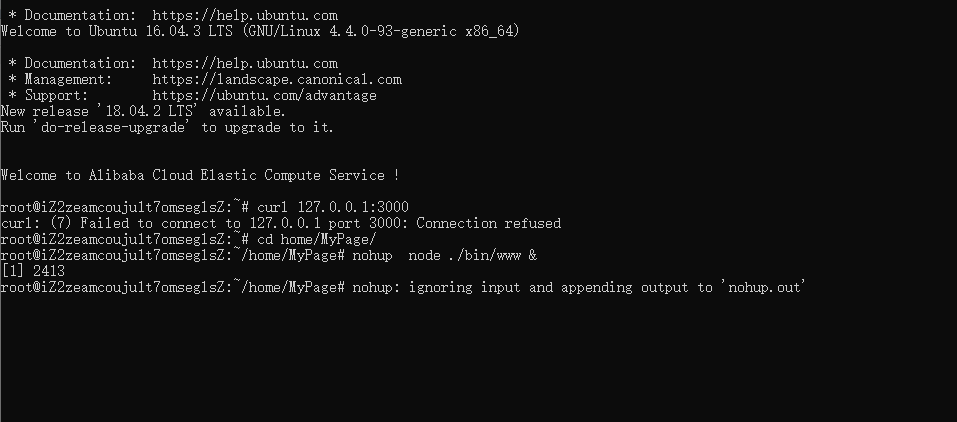 * Documentation:  https://help.ubuntu.com
Welcome to Ubuntu 16.04.3 LTS (GNU/Linux 4.4.0-93-generic x86_64)
* Documentation:  https://help.ubuntu.com
* Management:     https://landscape.canonical.com
* Support:        https://ubuntu.com/advantage
New release '18.04.2 LTS' available.
Run 'do-release-upgrade' to upgrade to it.
Welcome to Alibaba Cloud Elastic Compute Service !
root@iZ2zeamcoujult7omseg1sZ:~# curl 127.0.0.1:3000
curl: (7) Failed to connect to 127.0.0.1 port 3000: Connection refused
root@iZ2zeamcoujult7omseg1sZ:~# cd home/MyPage/
root@iZ2zeamcoujult7omseg1sZ:~/home/MyPage# nohup  node ./bin/www &
[1] 2413
root@iZ2zeamcoujult7omseg1sZ:~/home/MyPage# nohup: ignoring input and appending output to 'nohup.out'